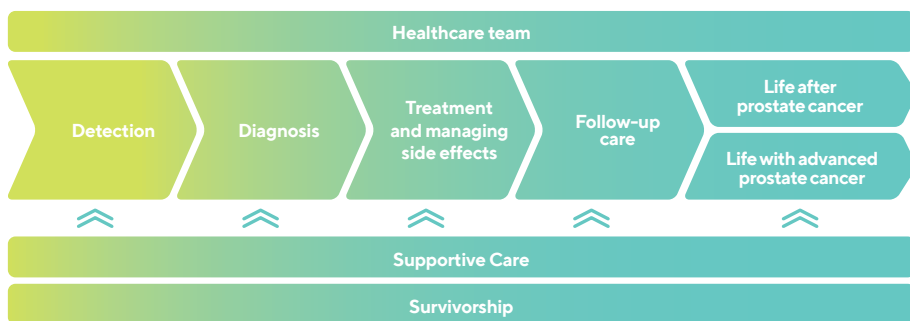 Healthcare team
Detection
Diagnosis
Treatment
and managing
side effects
Follow-up
care
Life after
prostate cancer
Life with advanced
prostate cancer
Supportive Care
Survivorship